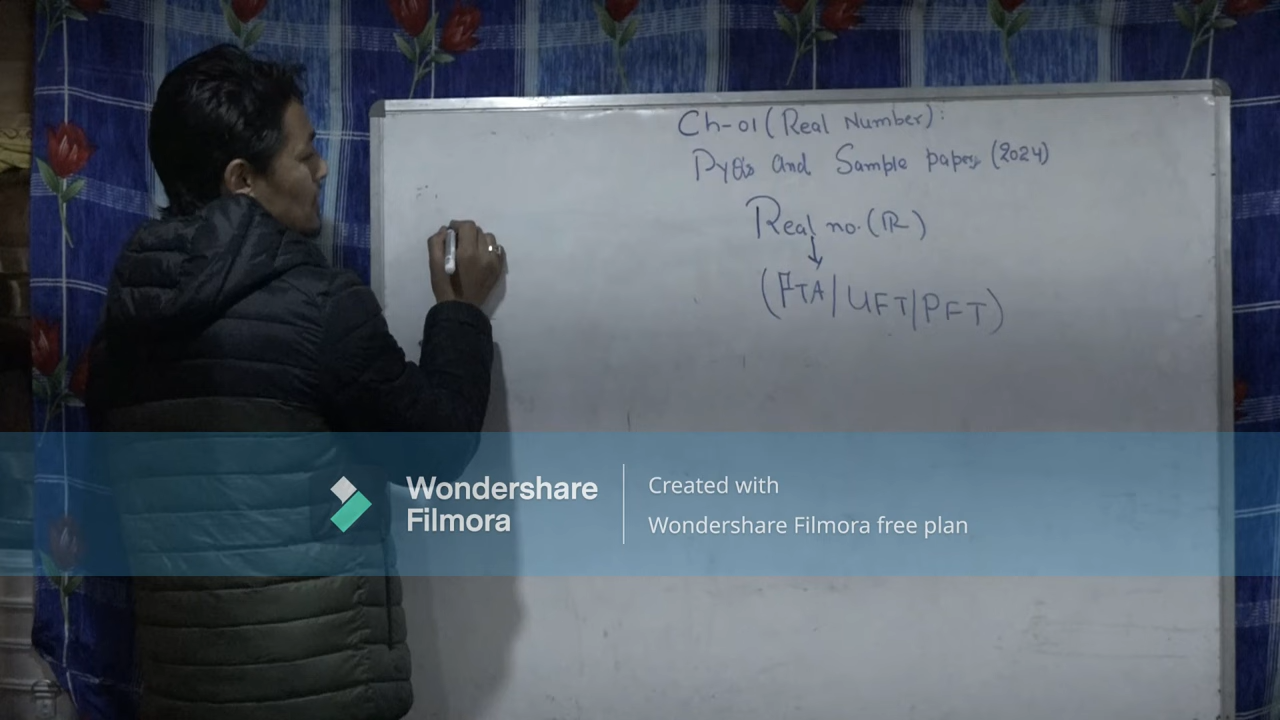 Ch-01 (Real Number):
PYQs and Sample papers (2024)
Real no. (R)
(FTA/UFT/PFT)
Wondershare
Filmora
Created with
Wondershare Filmora free plan